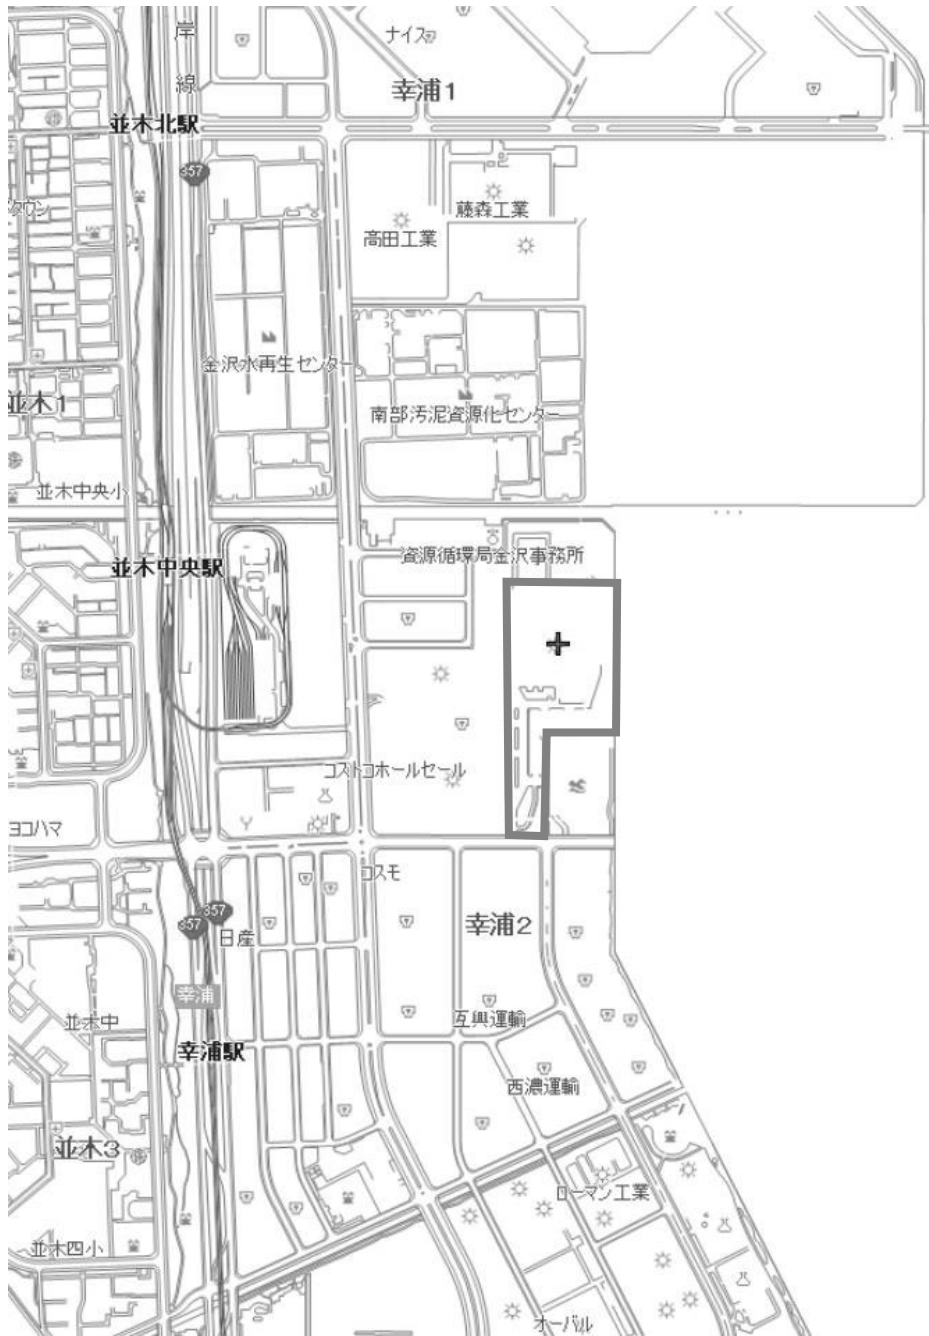 岸
線
ナイス
幸浦1
並木北駅
357
タウン
藤森工業
高田工業
金沢水再生センター
並木1
南部汚泥資源化センター
並木中央小
資源循環局金沢事務所
並木中央駅
コストコホールセール
ヨコハマ
コスモ
357
357
日産
幸浦2
幸浦
並木中
互興運輸
幸浦駅
西濃運輸
並木3
ローマン工業
並木四小
オーバル